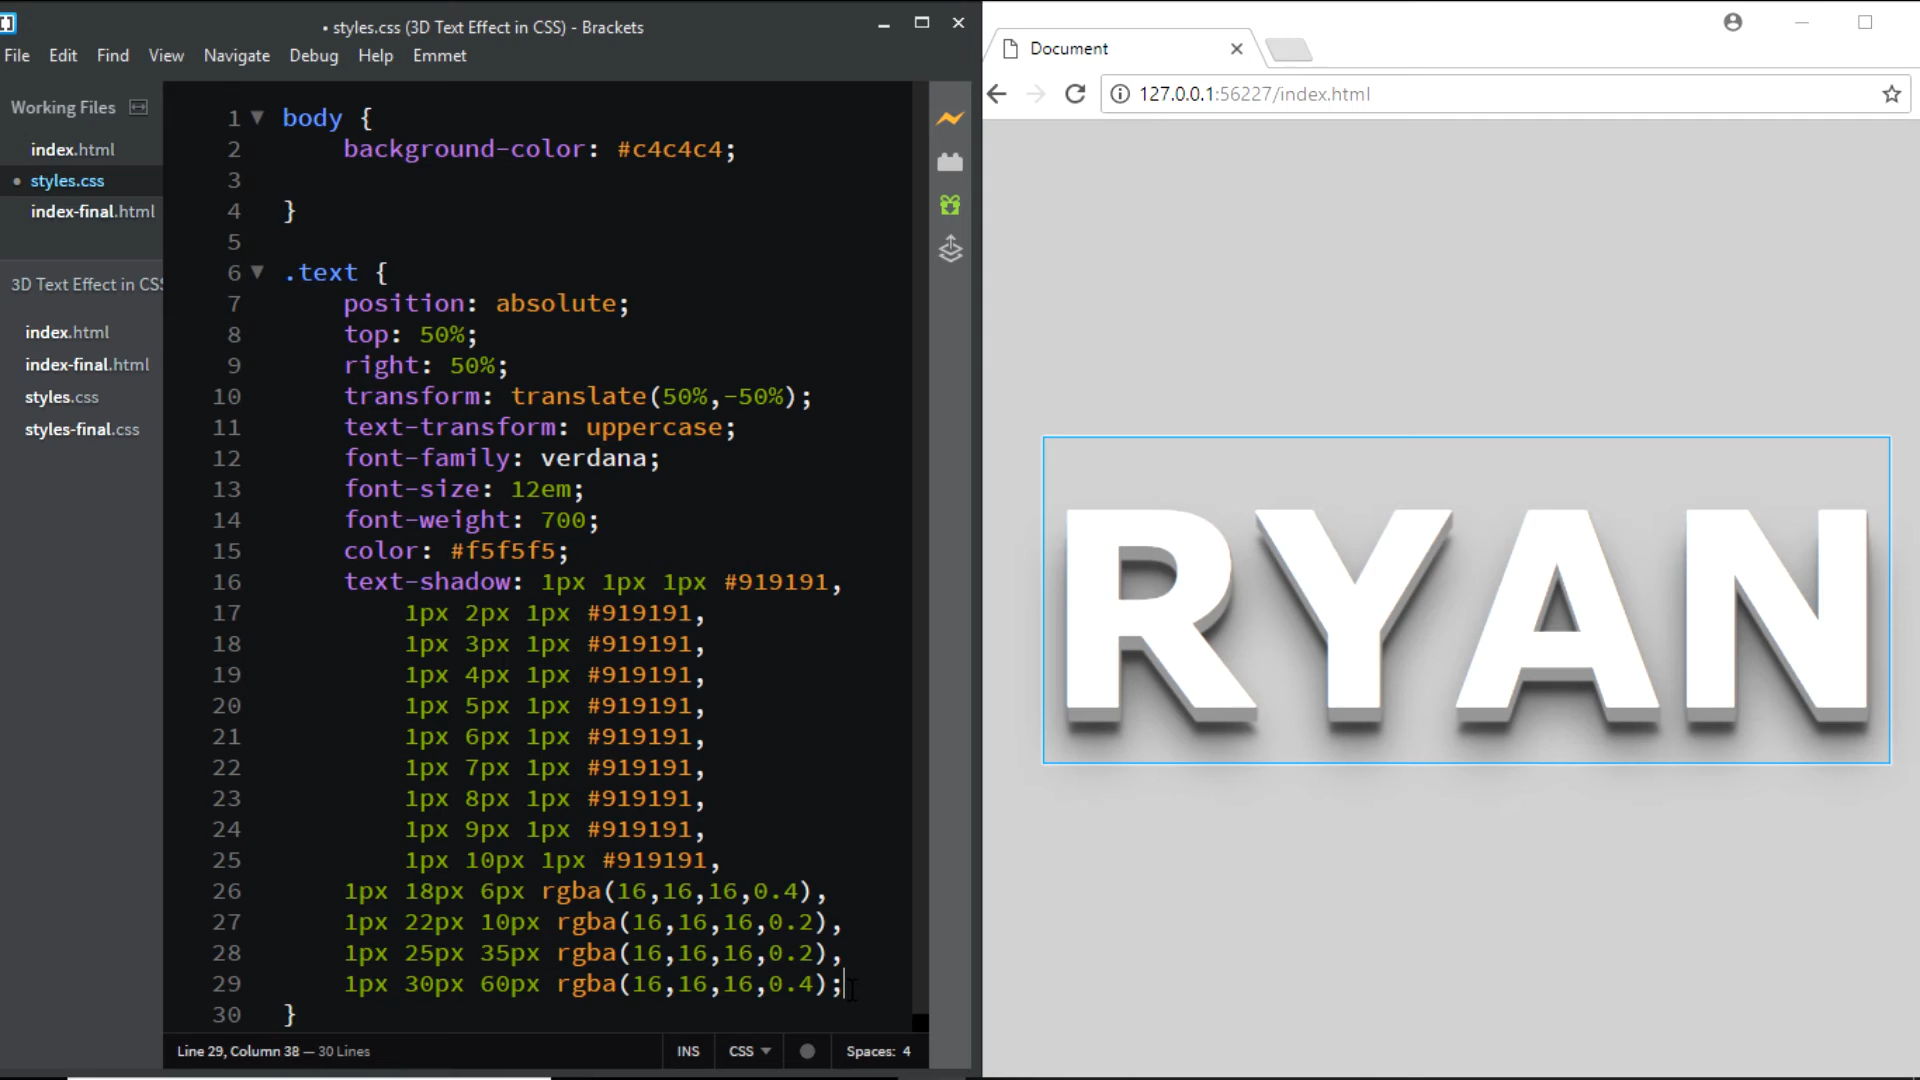 • styles.css (3D Text Effect in CSS) - Brackets
File Edit Find View Navigate Debug Help Emmet
Working Files
index.html
• styles.css
index-final.html
3D Text Effect in CSS
index.html
index-final.html
styles.css
styles-final.css
1 body {
2 background-color: #c4c4c4;
3
4 }
5
6 .text {
7 position: absolute;
8 top: 50%;
9 right: 50%;
10 transform: translate(50%,-50%);
11 text-transform: uppercase;
12 font-family: verdana;
13 font-size: 12em;
14 font-weight: 700;
15 color: #f5f5f5;
16 text-shadow: 1px 1px 1px #919191,
17 1px 2px 1px #919191,
18 1px 3px 1px #919191,
19 1px 4px 1px #919191,
20 1px 5px 1px #919191,
21 1px 6px 1px #919191,
22 1px 7px 1px #919191,
23 1px 8px 1px #919191,
24 1px 9px 1px #919191,
25 1px 10px 1px #919191,
26 1px 18px 6px rgba(16,16,16,0.4),
27 1px 22px 10px rgba(16,16,16,0.2),
28 1px 25px 35px rgba(16,16,16,0.2),
29 1px 30px 60px rgba(16,16,16,0.4);
30 }
Line 29, Column 38 — 30 Lines
INS CSS Spaces: 4
Document
127.0.0.1:56227/index.html
RYAN